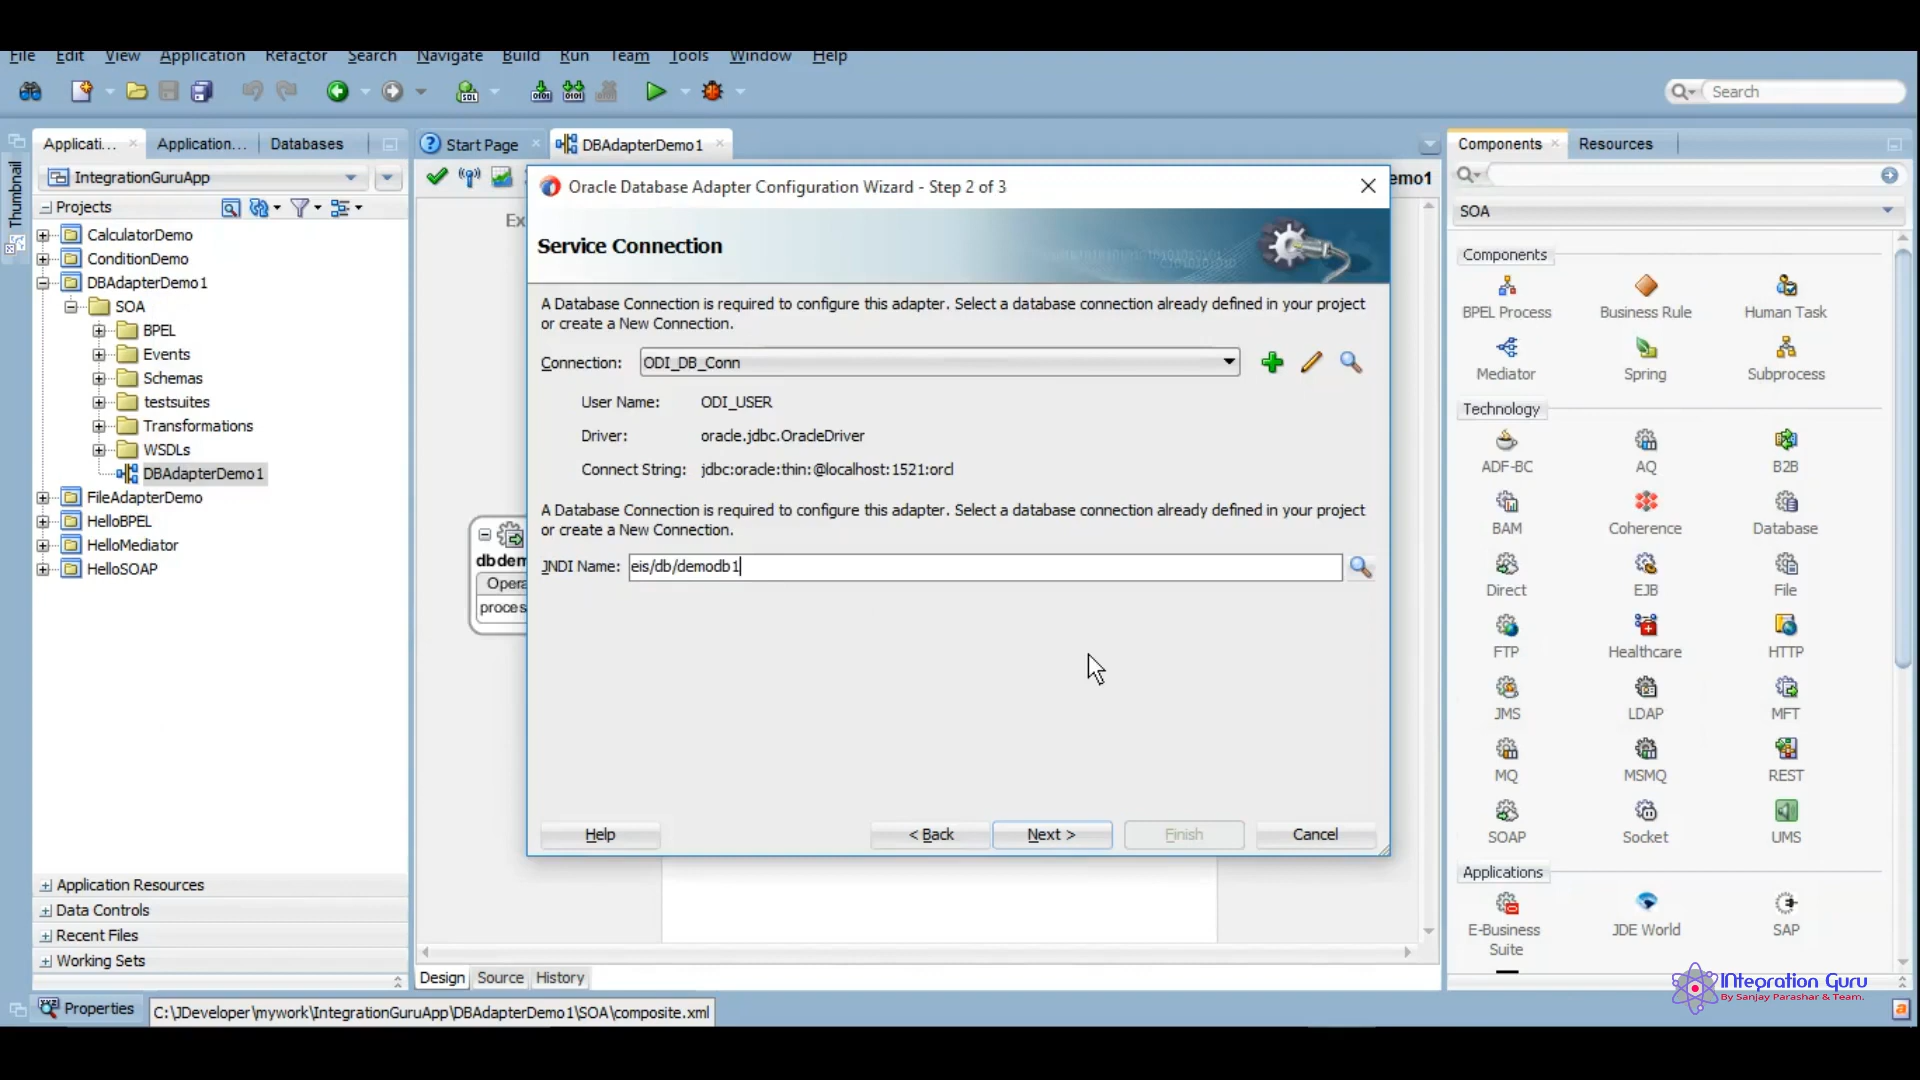 File Edit View Application Refactor Search Navigate Build Run Team Tools Window Help
Search
Applicati... Application... Databases
Start Page DBAdapterDemo1
Components Resources
Thumbnail
IntegrationGuruApp
Projects
CalculatorDemo
ConditionDemo
DBAdapterDemo1
SOA
BPEL
Events
Schemas
testsuites
Transformations
WSDLs
DBAdapterDemo1
FileAdapterDemo
HelloBPEL
HelloMediator
HelloSOAP
Application Resources
Data Controls
Recent Files
Working Sets
emo1
Ex
dbdem
Opera
proces
Oracle Database Adapter Configuration Wizard - Step 2 of 3
Service Connection
A Database Connection is required to configure this adapter. Select a database connection already defined in your project
or create a New Connection.
Connection: ODI_DB_Conn
User Name: ODI_USER
Driver: oracle.jdbc.OracleDriver
Connect String: jdbc:oracle:thin:@localhost:1521:orcl
A Database Connection is required to configure this adapter. Select a database connection already defined in your project
or create a New Connection.
JNDI Name: eis/db/demodb1
Help < Back Next > Finish Cancel
SOA
Components
BPEL Process Business Rule Human Task
Mediator Spring Subprocess
Technology
ADF-BC AQ B2B
BAM Coherence Database
Direct EJB File
FTP Healthcare HTTP
JMS LDAP MFT
MQ MSMQ REST
SOAP Socket UMS
Applications
E-Business
Suite
JDE World SAP
Design Source History
Properties
C:\JDeveloper\mywork\IntegrationGuruApp\DBAdapterDemo1\SOA\composite.xml
INtegration Guru
By Sanjay Parashar & Team.